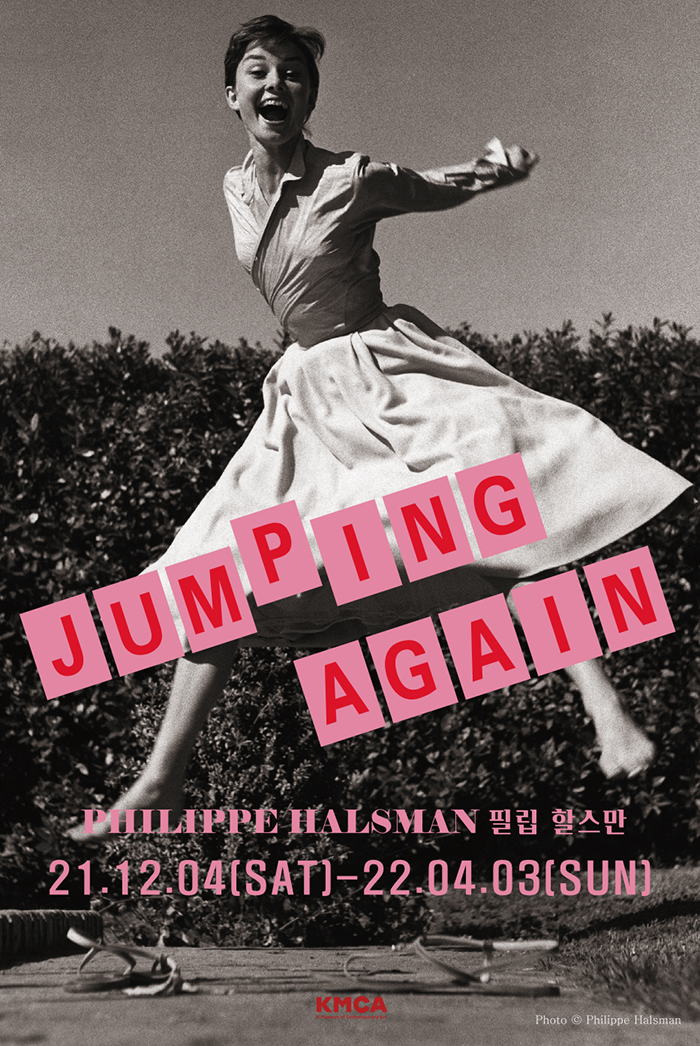 JUMPING
AGAIN
PHILIPPE HALSMAN 필립 할스만
21.12.04(SAT)–22.04.03(SUN)
KMCA
Photo © Philippe Halsman